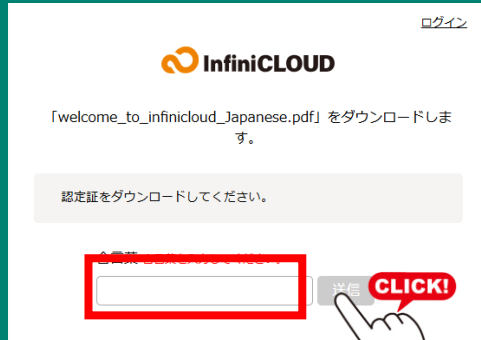 ログイン
InfiniCLOUD
「welcome_to_infinicloud_Japanese.pdf」をダウンロードしま
す。
認定証をダウンロードしてください。
合言葉
送信
CLICK!